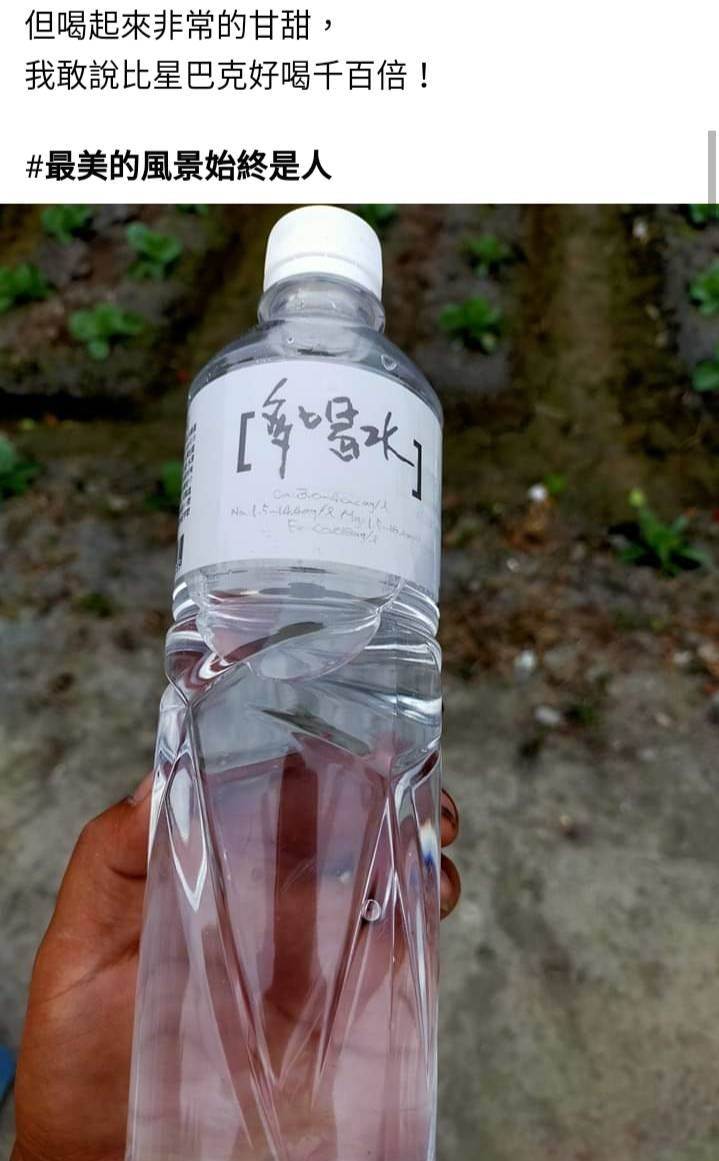 但喝起來非常的甘甜，
我敢說比星巴克好喝千百倍！
#最美的風景始終是人
[多喝水]